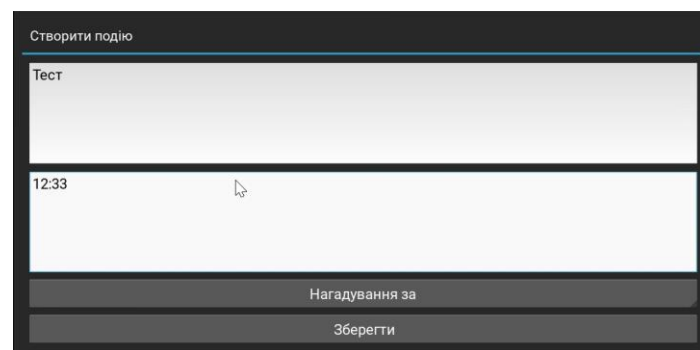 Створити подію
Тест
12:33
Нагадування за
Зберегти